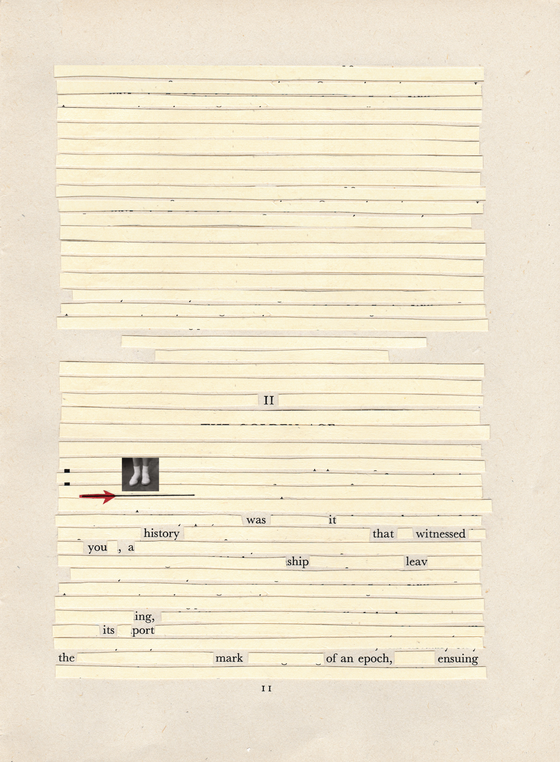 II
was it
history that witnessed
you , a
ship leav
ing,
its port
the mark of an epoch, ensuing
11